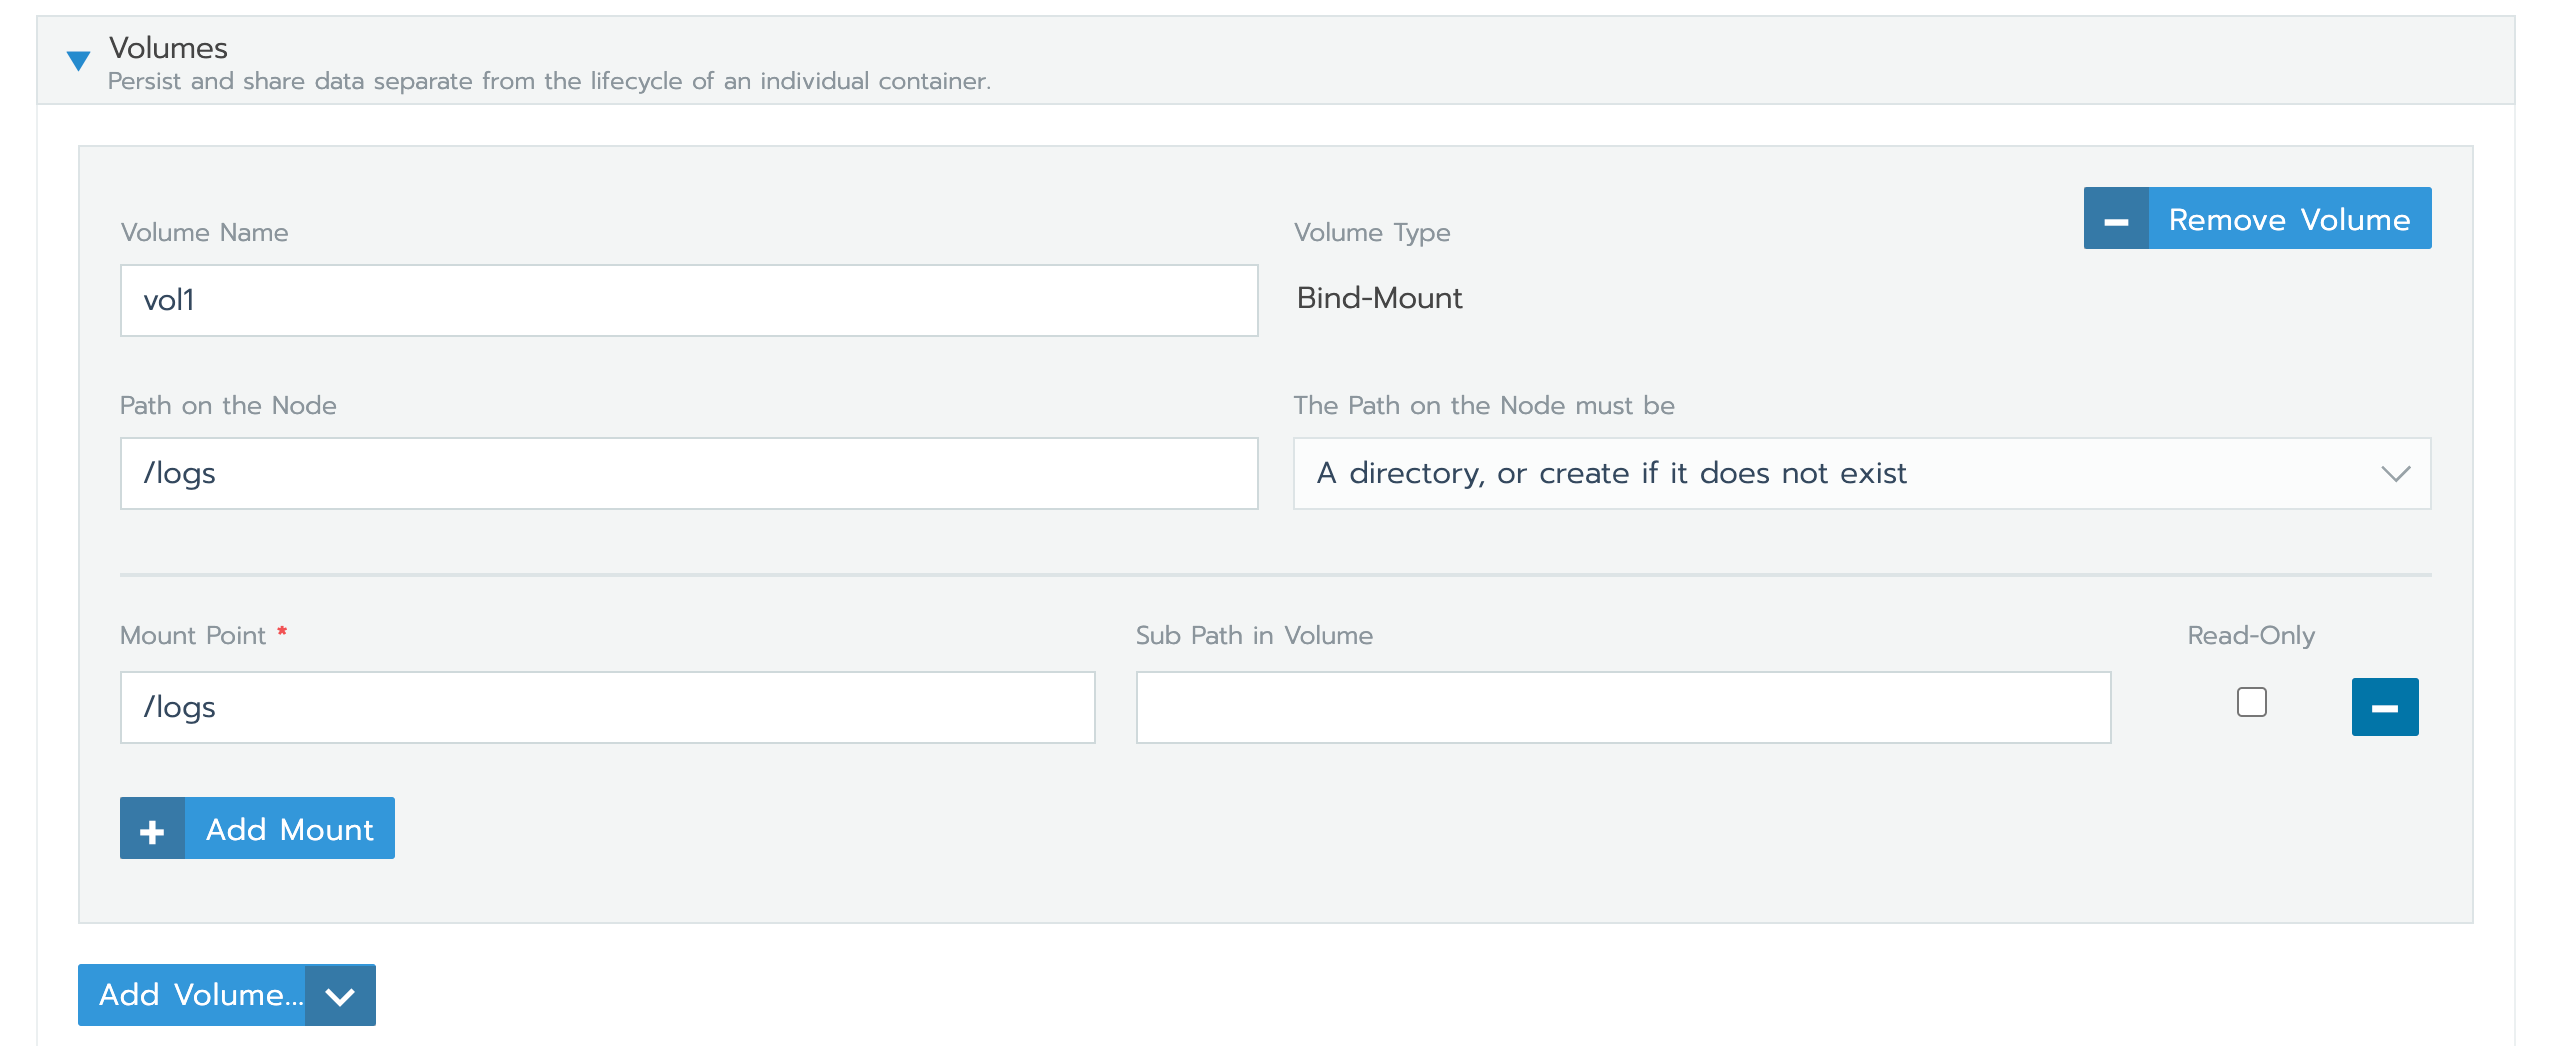 Volumes
Persist and share data separate from the lifecycle of an individual container.
Remove Volume
Volume Name
Volume Type
vol1
Bind-Mount
Path on the Node
The Path on the Node must be
/logs
A directory, or create if it does not exist
Mount Point *
Sub Path in Volume
Read-Only
/logs
Add Mount
Add Volume...